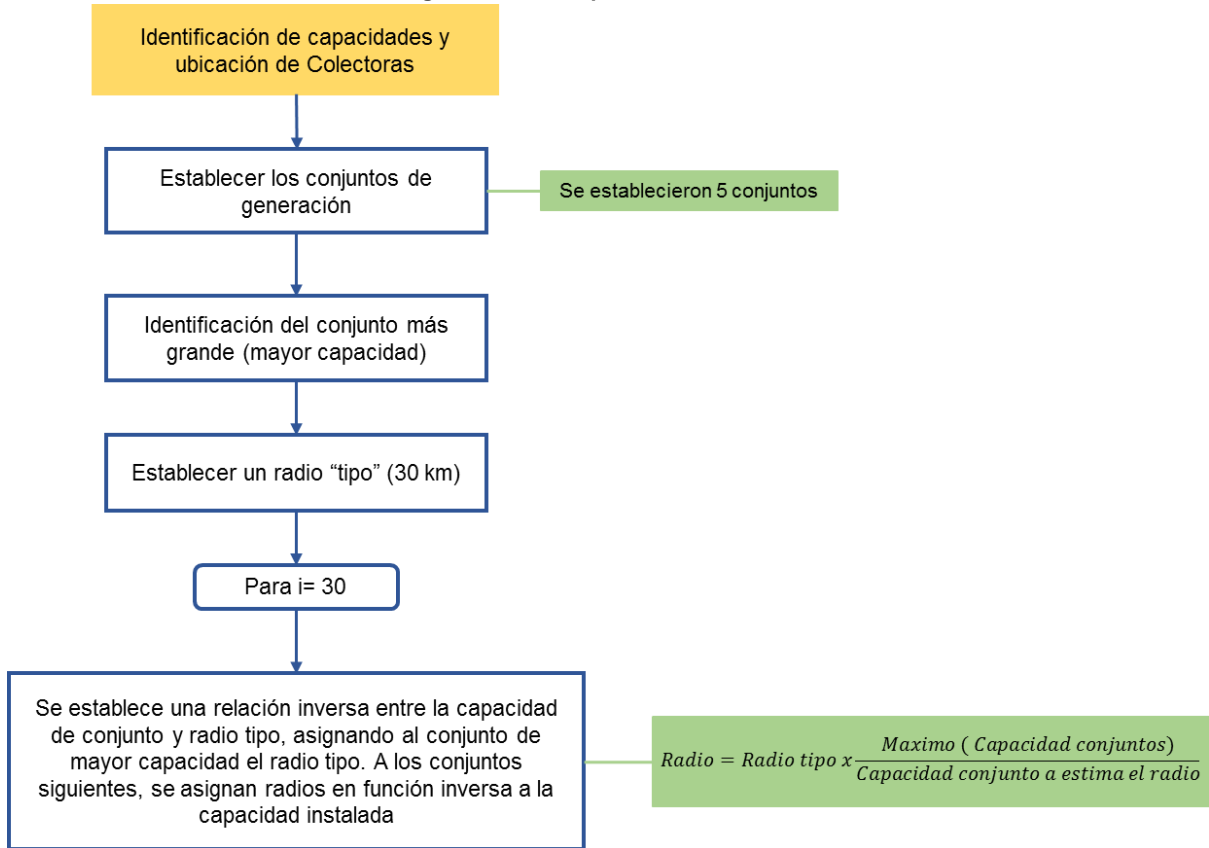 Identificación de capacidades y
ubicación de Colectoras
Establecer los conjuntos de
generación
Se establecieron 5 conjuntos
Identificación del conjunto más
grande (mayor capacidad)
Establecer un radio “tipo” (30 km)
Para i= 30
Se establece una relación inversa entre la capacidad
de conjunto y radio tipo, asignando al conjunto de
mayor capacidad el radio tipo. A los conjuntos
siguientes, se asignan radios en función inversa a la
capacidad instalada
Radio = Radio tipo x
Maximo ( Capacidad conjuntos)
Capacidad conjunto a estima el radio